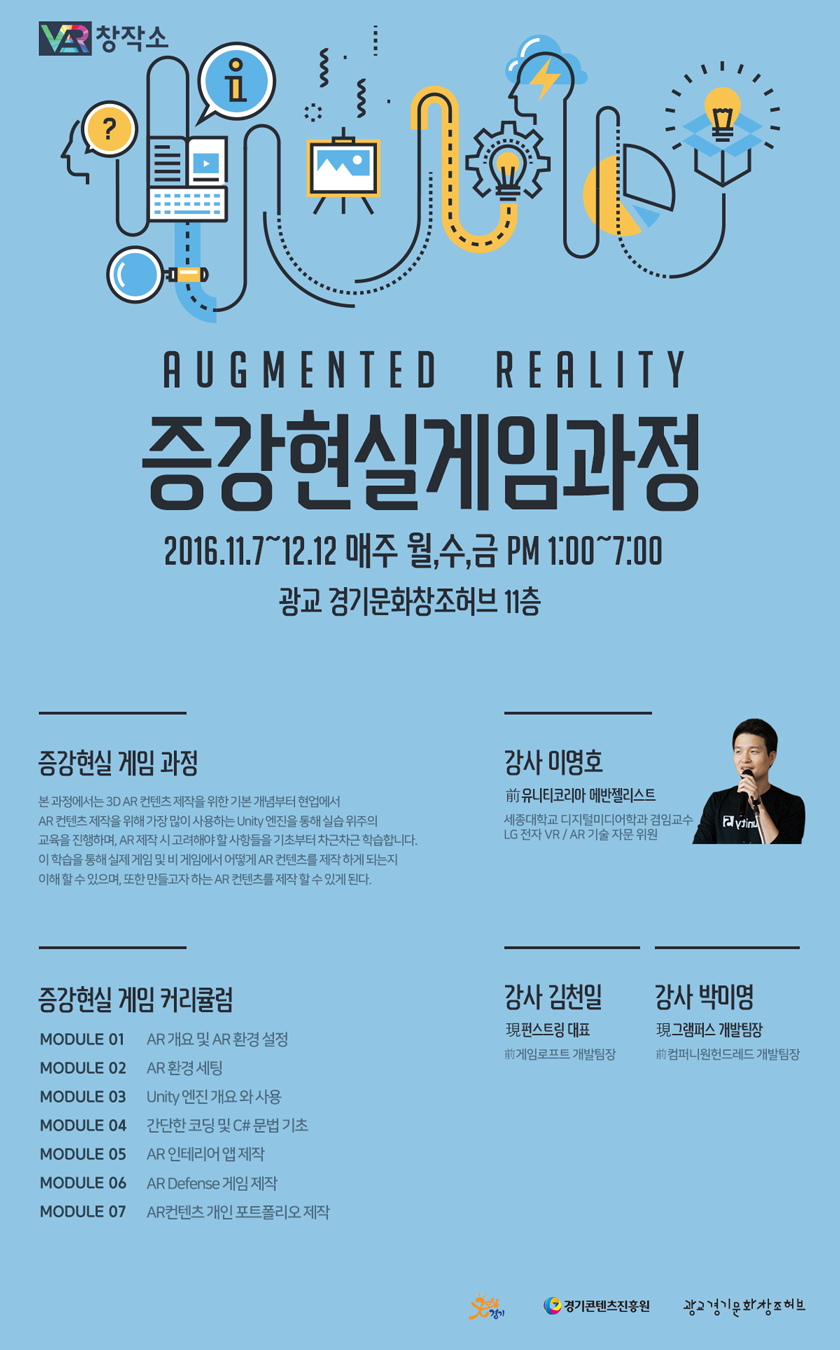 VAR 창작소
?
i
AUGMENTED REALITY
증강현실게임과정
2016.11.7~12.12 매주 월,수,금 PM 1:00~7:00
광교 경기문화창조허브 11층
증강현실 게임 과정
본 과정에서는 3D AR 컨텐츠 제작을 위한 기본 개념부터 현업에서
AR 컨텐츠 제작을 위해 가장 많이 사용하는 Unity 엔진을 통해 실습 위주의
교육을 진행하며, AR 제작 시 고려해야 할 사항들을 기초부터 차근차근 학습합니다.
이 학습을 통해 실제 게임 및 비 게임에서 어떻게 AR 컨텐츠를 제작 하게 되는지
이해 할 수 있으며, 또한 만들고자 하는 AR 컨텐츠를 제작 할 수 있게 된다.
강사 이명호
前 유니티코리아 에반젤리스트
세종대학교 디지털미디어학과 겸임교수
LG 전자 VR / AR 기술 자문 위원
증강현실 게임 커리큘럼
MODULE 01 AR 개요 및 AR 환경 설정
MODULE 02 AR 환경 세팅
MODULE 03 Unity 엔진 개요 와 사용
MODULE 04 간단한 코딩 및 C# 문법 기초
MODULE 05 AR 인테리어 앱 제작
MODULE 06 AR Defense 게임 제작
MODULE 07 AR컨텐츠 개인 포트폴리오 제작
강사 김천일
現펀스트링 대표
前게임로프트 개발팀장
강사 박미영
現그램퍼스 개발팀장
前컴퍼니원헌드레드 개발팀장
경기
경기콘텐츠진흥원
광교경기문화창조허브